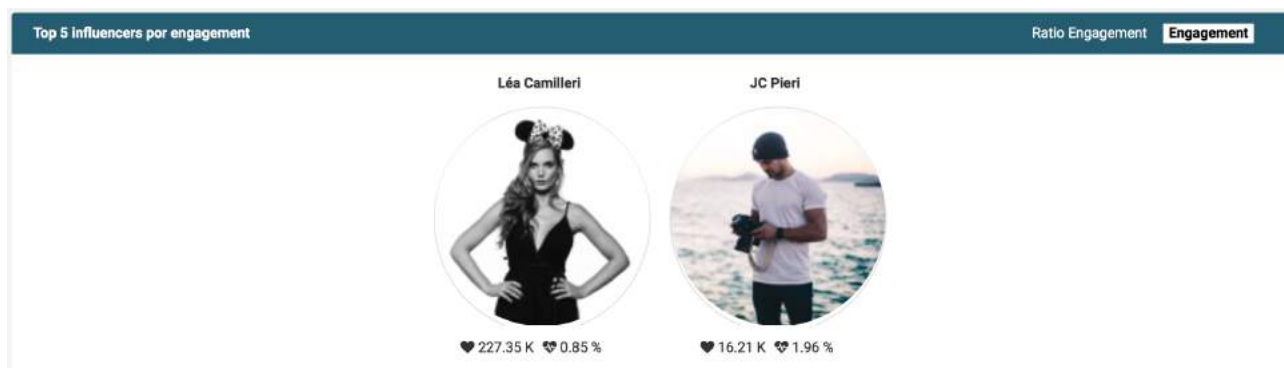 Top 5 influencers por engagement
Ratio Engagement Engagement
Léa Camilleri
JC Pieri
227.35 K 0.85 %
16.21 K 1.96 %